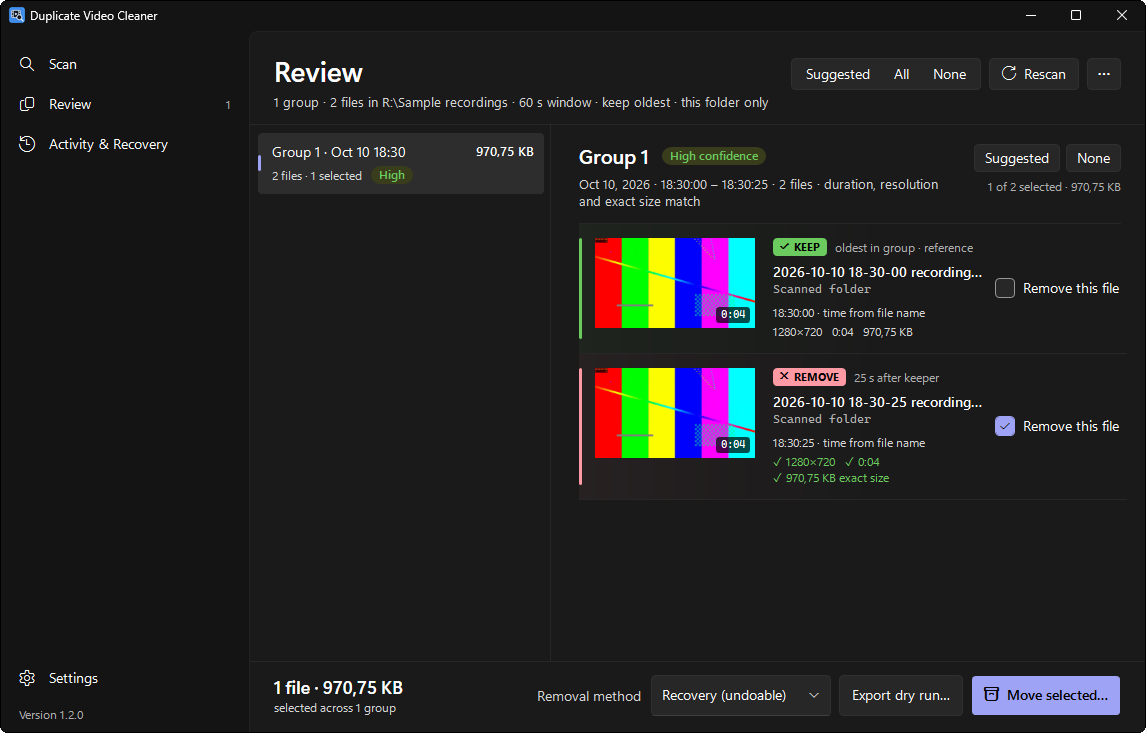 Duplicate Video Cleaner
Scan
Review 1
Activity & Recovery
Settings
Version 1.2.0
Review
1 group · 2 files in R:\Sample recordings · 60 s window · keep oldest · this folder only
Suggested All None Rescan ...
Group 1 · Oct 10 18:30 970,75 KB
2 files · 1 selected High
Group 1 High confidence
Suggested None
Oct 10, 2026 · 18:30:00 – 18:30:25 · 2 files · duration, resolution
and exact size match
1 of 2 selected · 970,75 KB
KEEP oldest in group · reference
2026-10-10 18-30-00 recording...
Scanned folder
Remove this file
18:30:00 · time from file name
0:04
1280×720 0:04 970,75 KB
✕ REMOVE 25 s after keeper
2026-10-10 18-30-25 recording...
Scanned folder
Remove this file
18:30:25 · time from file name
0:04
✓ 1280×720 ✓ 0:04
✓ 970,75 KB exact size
1 file · 970,75 KB
selected across 1 group
Removal method Recovery (undoable) Export dry run... Move selected...